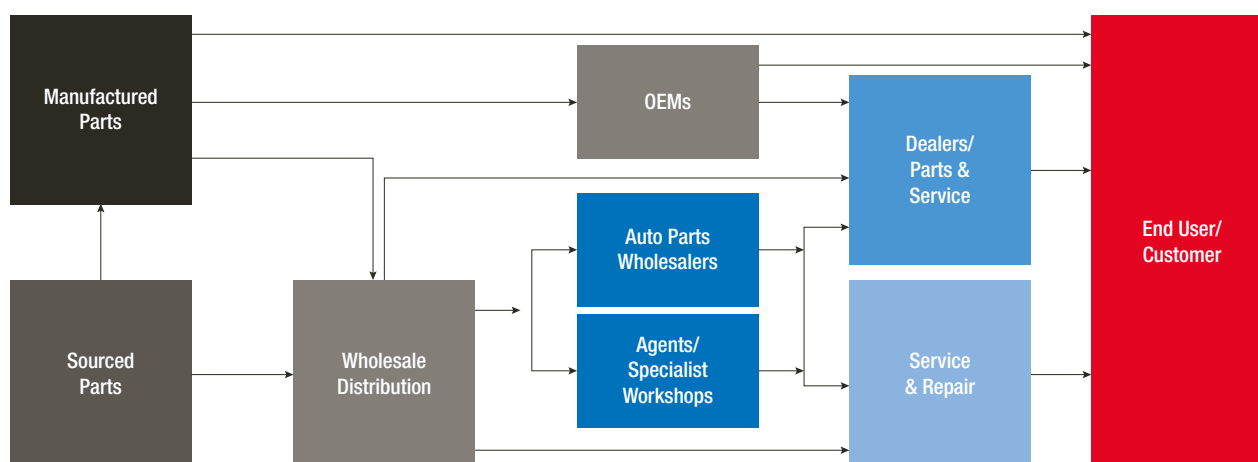 Manufactured
Parts
OEMs
Dealers/
Parts &
Service
Auto Parts
Wholesalers
End User/
Customer
Sourced
Parts
Wholesale
Distribution
Agents/
Specialist
Workshops
Service
& Repair